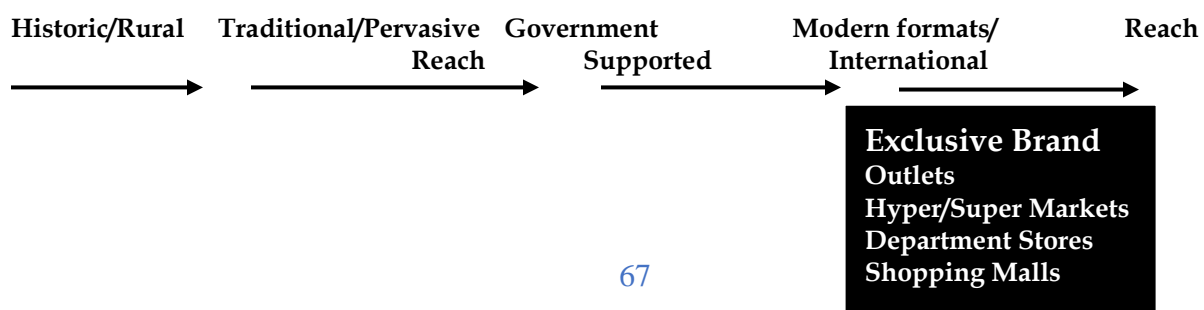 Historic/Rural Traditional/Pervasive Government Modern formats/ Reach
Reach Supported International
Exclusive Brand
Outlets
Hyper/Super Markets
Department Stores
Shopping Malls
67